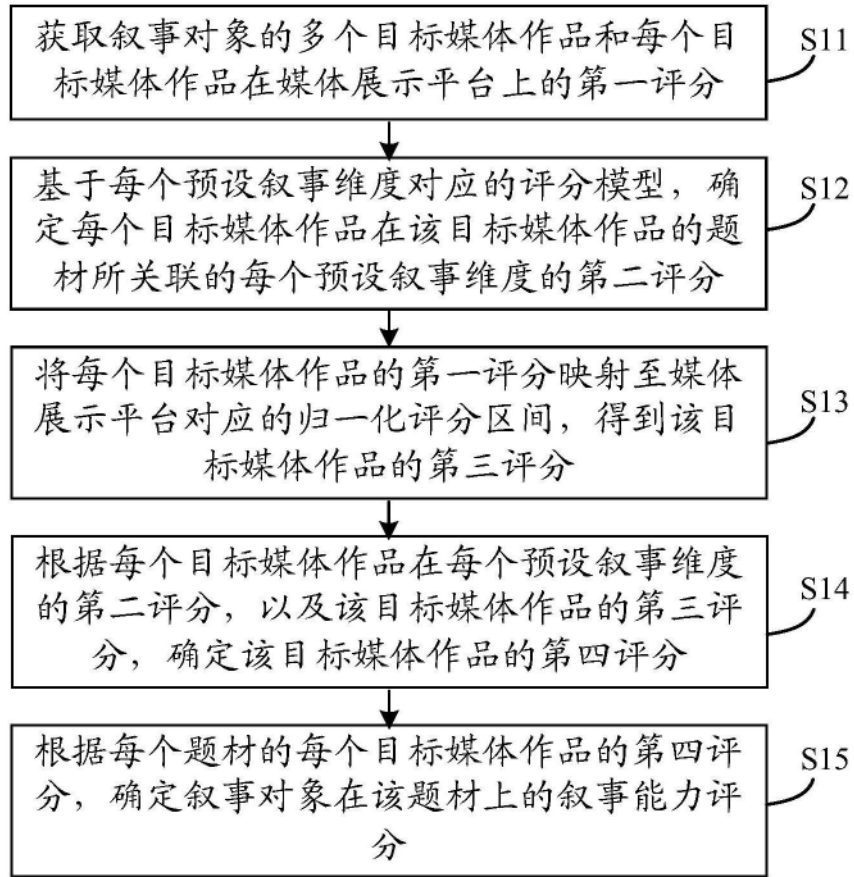 获取叙事对象的多个目标媒体作品和每个目
标媒体作品在媒体展示平台上的第一评分
S11
基于每个预设叙事维度对应的评分模型，确
定每个目标媒体作品在该目标媒体作品的题
材所关联的每个预设叙事维度的第二评分
S12
将每个目标媒体作品的第一评分映射至媒体
展示平台对应的归一化评分区间，得到该目
标媒体作品的第三评分
S13
根据每个目标媒体作品在每个预设叙事维度
的第二评分，以及该目标媒体作品的第三评
分，确定该目标媒体作品的第四评分
S14
根据每个题材的每个目标媒体作品的第四评
分，确定叙事对象在该题材上的叙事能力评
分
S15